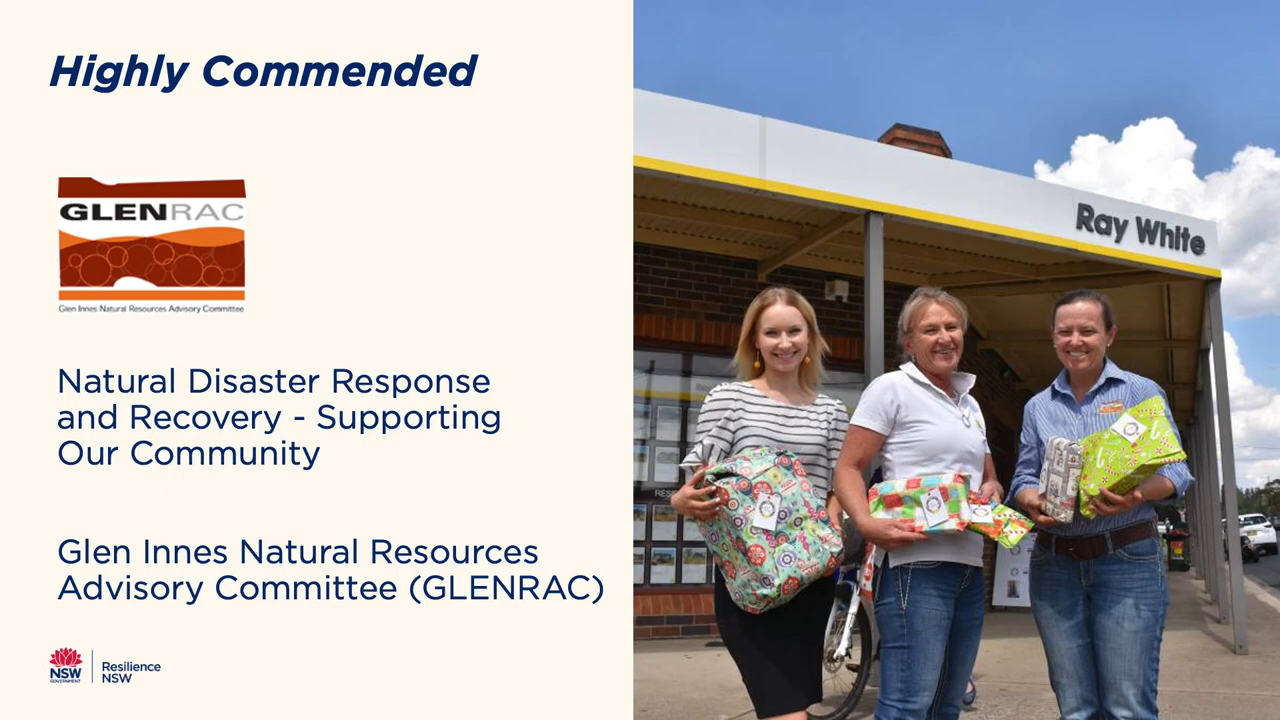 Highly Commended
GLENRAC
Glen Innes Natural Resources Advisory Committee
Natural Disaster Response
and Recovery - Supporting
Our Community
Glen Innes Natural Resources
Advisory Committee (GLENRAC)
NSW
GOVERNMENT
Resilience
NSW
Ray White